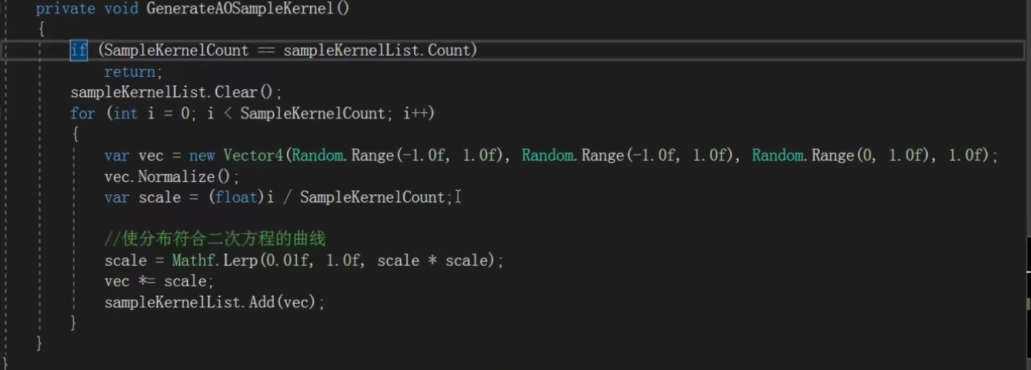 private void GenerateAOSampleKernel()
{
if (SampleKernelCount == sampleKernelList.Count)
return;
sampleKernelList.Clear();
for (int i = 0; i < SampleKernelCount; i++)
{
var vec = new Vector4(Random.Range(-1.0f, 1.0f), Random.Range(-1.0f, 1.0f), Random.Range(0, 1.0f), 1.0f);
vec.Normalize();
var scale = (float)i / SampleKernelCount;
//使分布符合二次方程的曲线
scale = Mathf.Lerp(0.01f, 1.0f, scale * scale);
vec *= scale;
sampleKernelList.Add(vec);
}
}
}